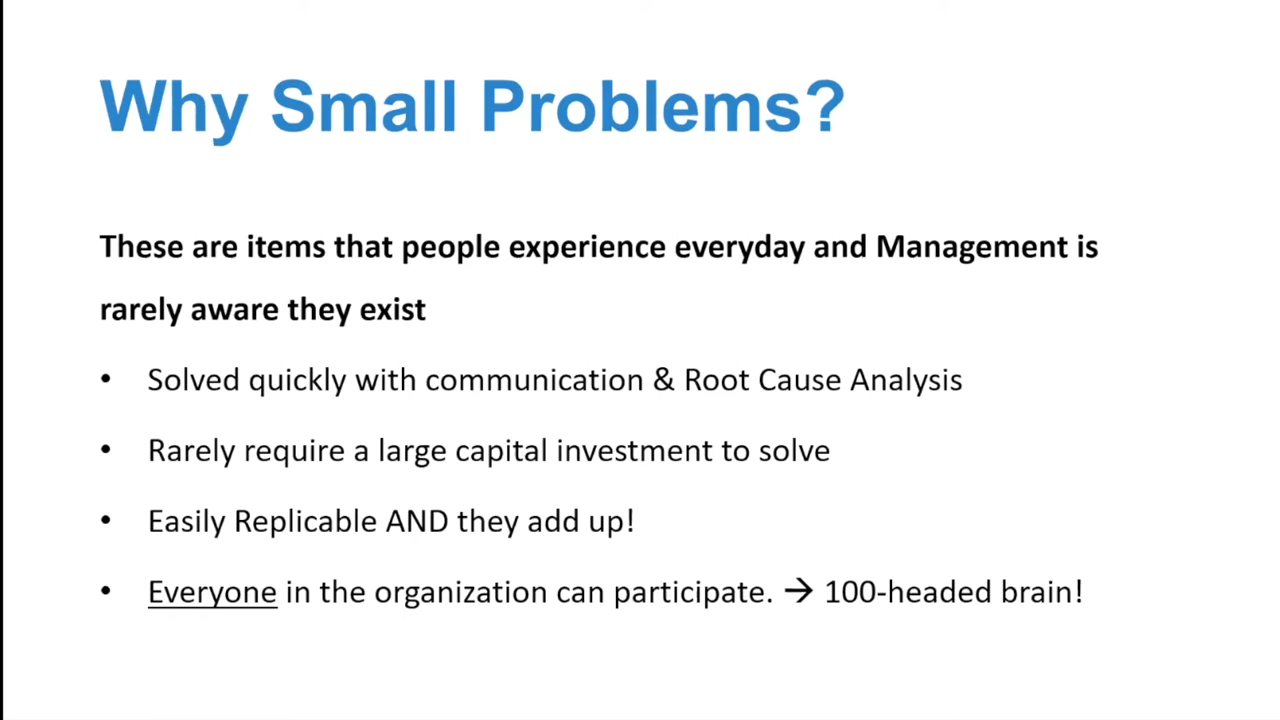 Why Small Problems?
These are items that people experience everyday and Management is
rarely aware they exist
• Solved quickly with communication & Root Cause Analysis
• Rarely require a large capital investment to solve
• Easily Replicable AND they add up!
• Everyone in the organization can participate. → 100-headed brain!